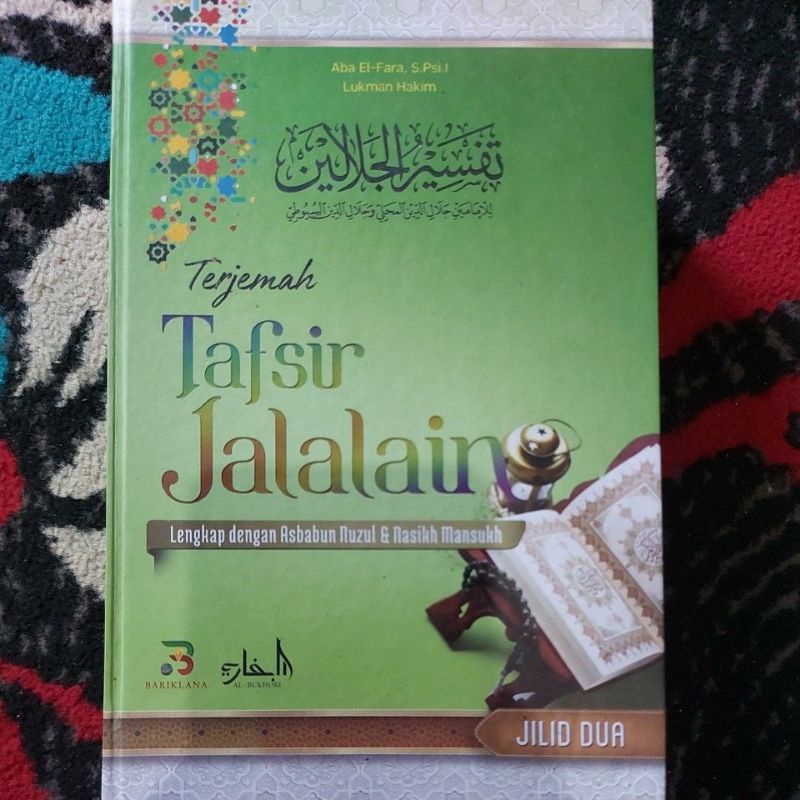 Aba El-Fara, S.Psi.I
Lukman Hakim
تفسير الجلالين
للإمامين جلال الدين المحلي وجلال الدين السيوطي
Terjemah
Tafsir
Jalalain
Lengkap dengan Asbabun Nuzul & Nasikh Mansukh
BARIKLANA
البخاري
AL-BUKHORI
JILID DUA